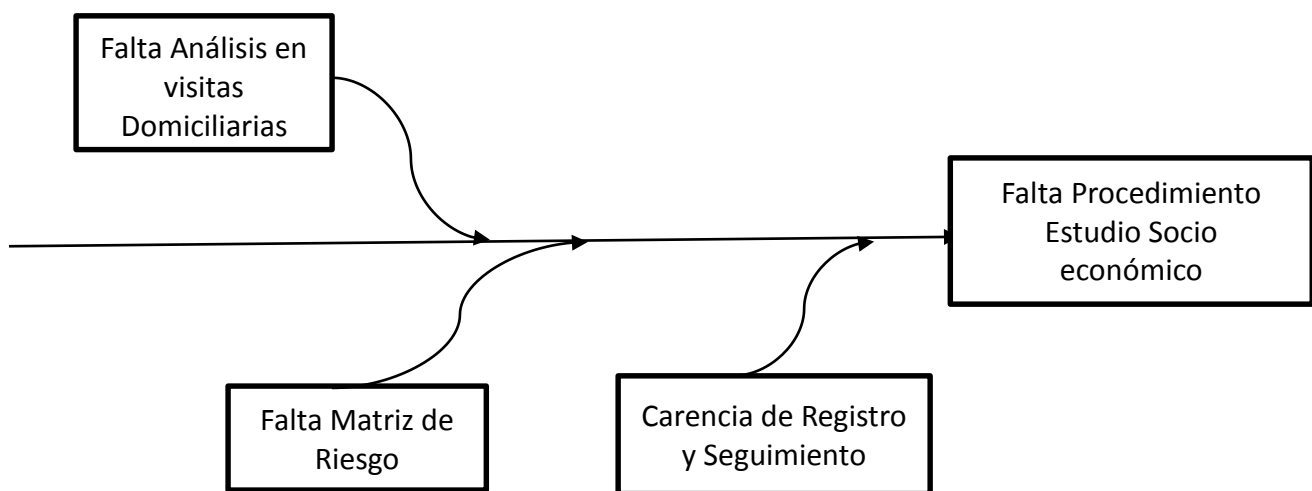 Falta Análisis en
visitas
Domiciliarias
Falta Procedimiento
Estudio Socio
económico
Falta Matriz de
Riesgo
Carencia de Registro
y Seguimiento